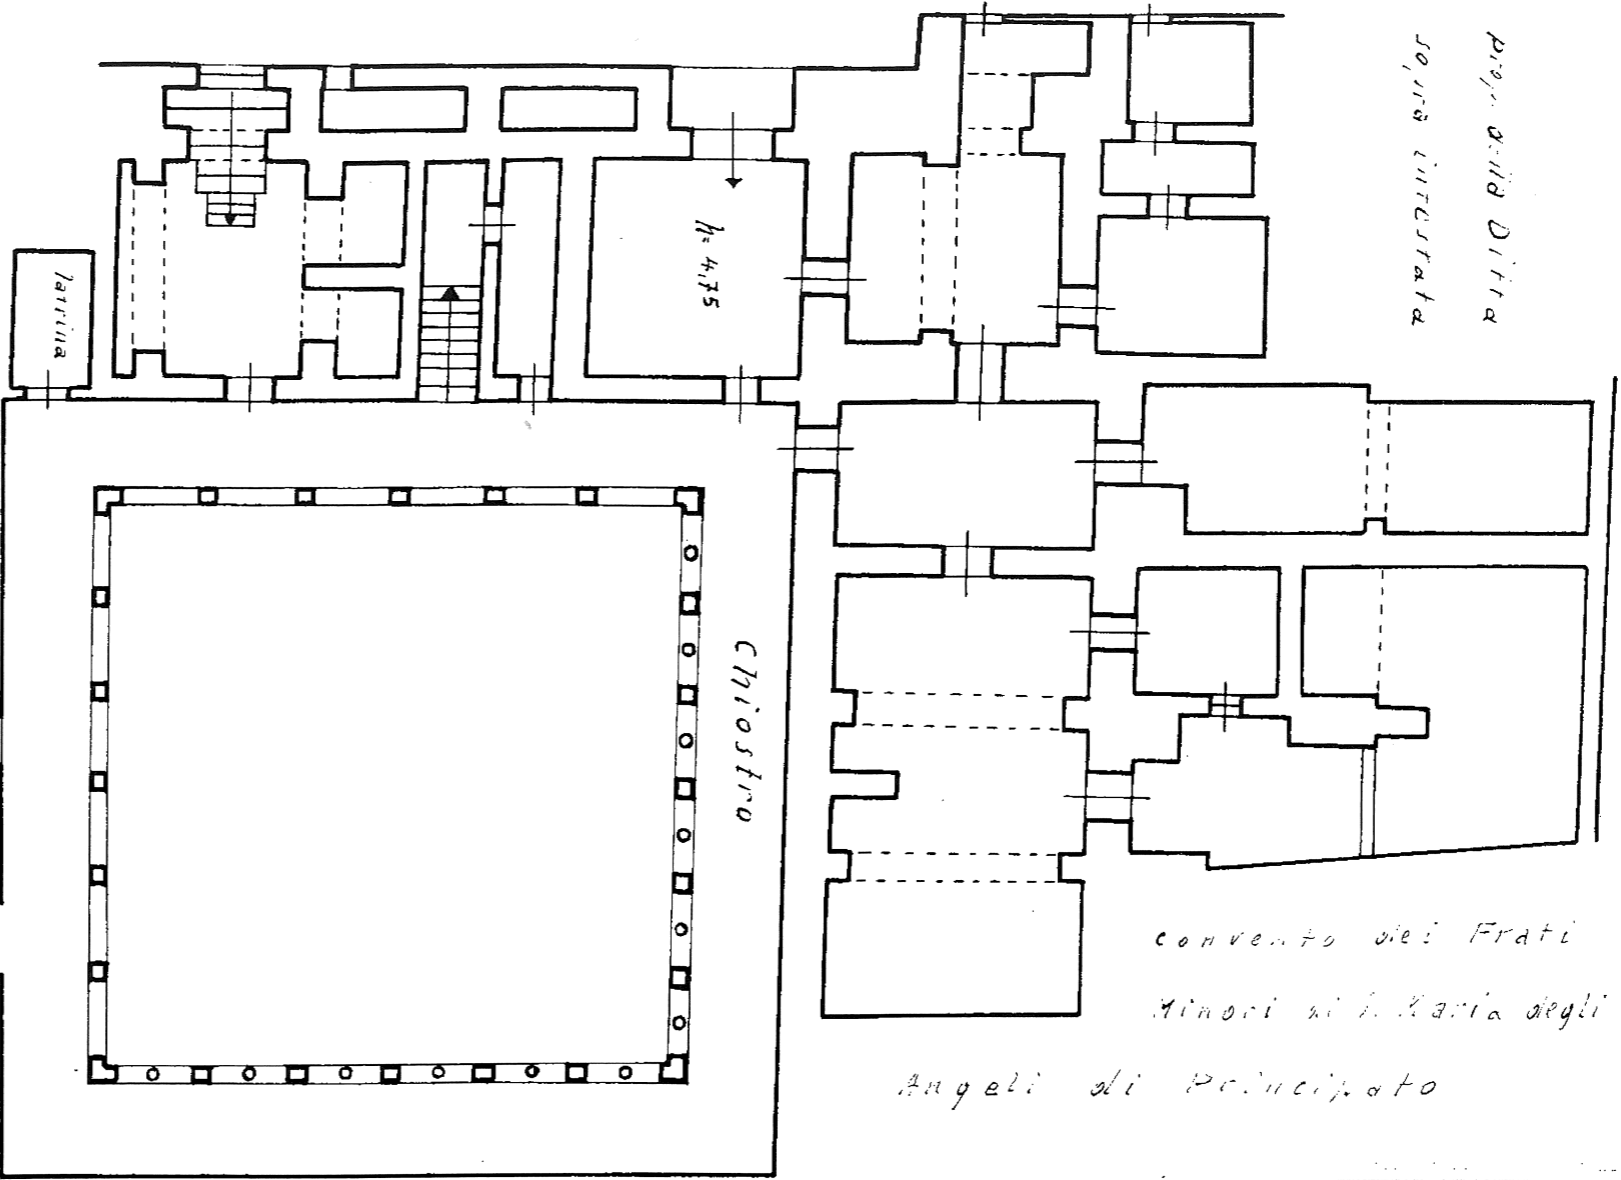 prop. della Ditta
sopra intestata
h= 4,75
latrina
Chiostro
convento dei Frati
Minori di S. Maria degli
Angeli di Principato